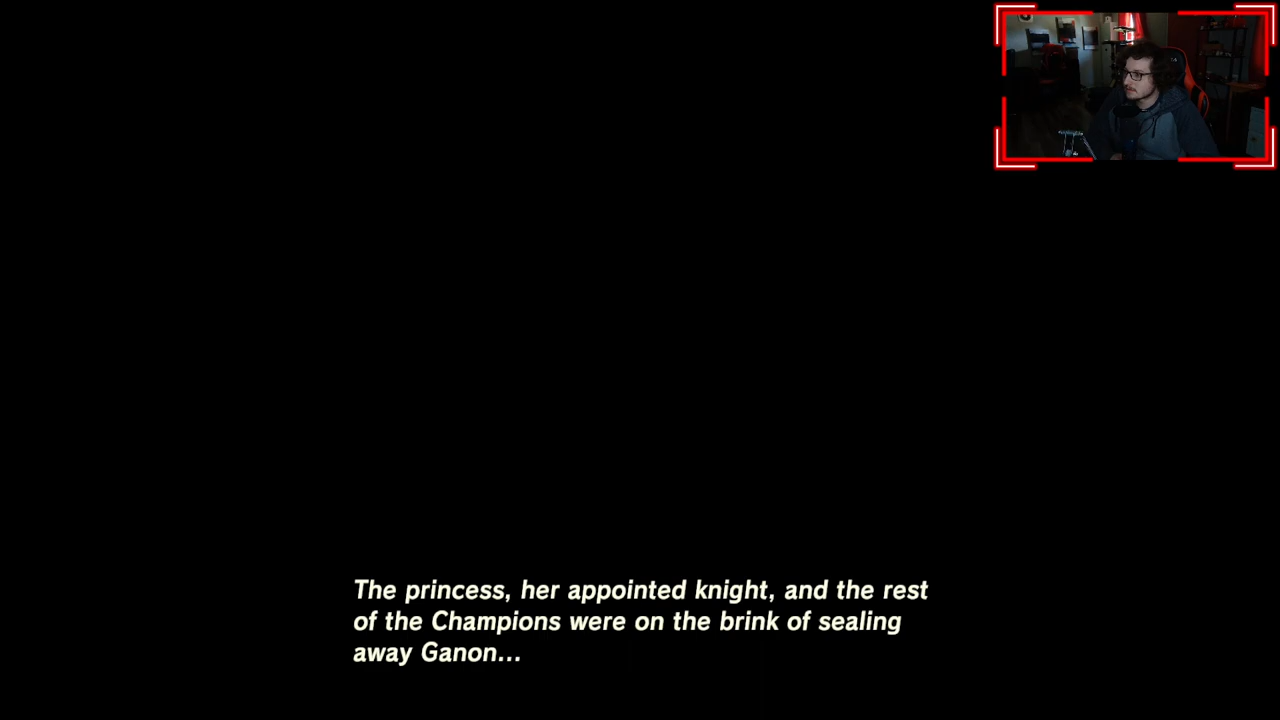 The princess, her appointed knight, and the rest
of the Champions were on the brink of sealing
away Ganon...